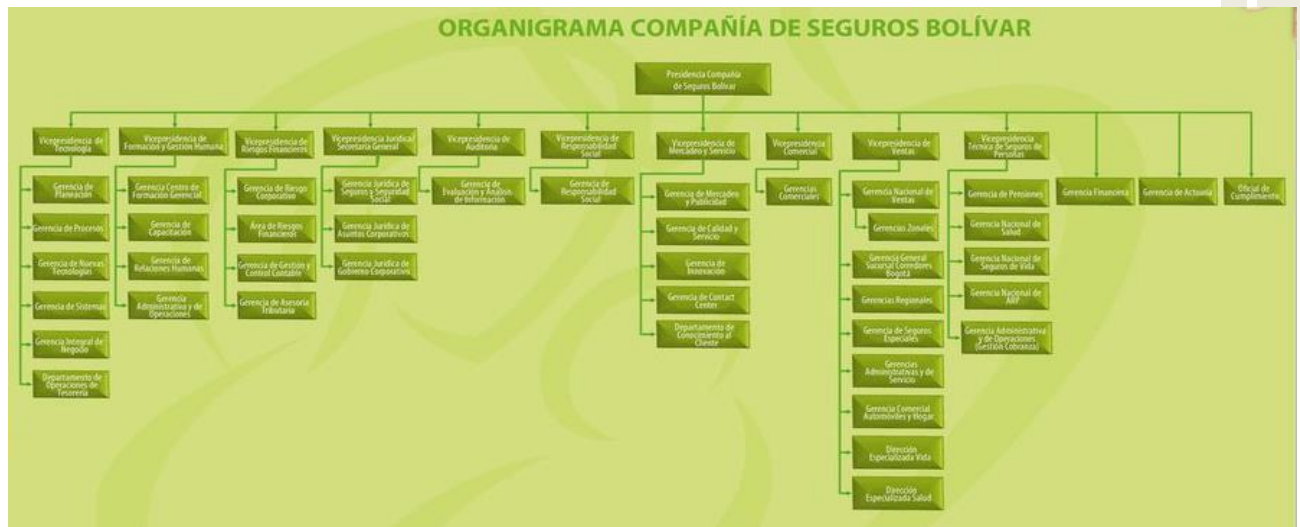 ORGANIGRAMA COMPAÑÍA DE SEGUROS BOLÍVAR
Presidencia Compañía
de Seguros Bolívar
Vicepresidencia de
Tecnología
Vicepresidencia de
Formación y Gestión Humana
Vicepresidencia de
Riesgos Financieros
Vicepresidencia Jurídica/
Secretaría General
Vicepresidencia de
Auditoria
Vicepresidencia de
Responsabilidad
Social
Vicepresidencia de
Mercadeo y Servicio
Vicepresidencia
Comercial
Vicepresidencia de
Ventas
Vicepresidencia
Técnica de Seguros de
Personas
Gerencia Financiera
Gerencia de Actuaria
Oficial de
Cumplimiento
Gerencia de
Planeación
Gerencia de Procesos
Gerencia de Nuevas
Tecnologías
Gerencia de Sistemas
Gerencia Integral de
Negocio
Departamento de
Operaciones de
Tesorería
Gerencia Centro de
Formación Gerencial
Gerencia de
Capacitación
Gerencia de
Relaciones Humanas
Gerencia
Administrativa y de
Operaciones
Gerencia de Riesgo
Corporativo
Área de Riesgos
Financieros
Gerencia de Gestión y
Control Contable
Gerencia de Asesoría
Tributaria
Gerencia Jurídica de
Seguros y Seguridad
Social
Gerencia Jurídica de
Asuntos Corporativos
Gerencia Jurídica de
Gobierno Corporativo
Gerencia de
Evaluación y Análisis
de Información
Gerencia de
Responsabilidad
Social
Gerencia de Mercadeo
y Publicidad
Gerencia de Calidad y
Servicio
Gerencia de
Innovación
Gerencia de Contact
Center
Departamento de
Conocimiento al
Cliente
Gerencias
Comerciales
Gerencia Nacional de
Ventas
Gerencias Zonales
Gerencia General
Sucursal Corredores
Bogotá
Gerencias Regionales
Gerencia de Seguros
Especiales
Gerencias
Administrativas y de
Servicio
Gerencia Comercial
Automóviles y Hogar
Dirección
Especializada Vida
Dirección
Especializada Salud
Gerencia de Pensiones
Gerencia Nacional de
Salud
Gerencia Nacional de
Seguros de Vida
Gerencia Nacional de
ARP
Gerencia Administrativa
y de Operaciones
(Gestión Cobranza)